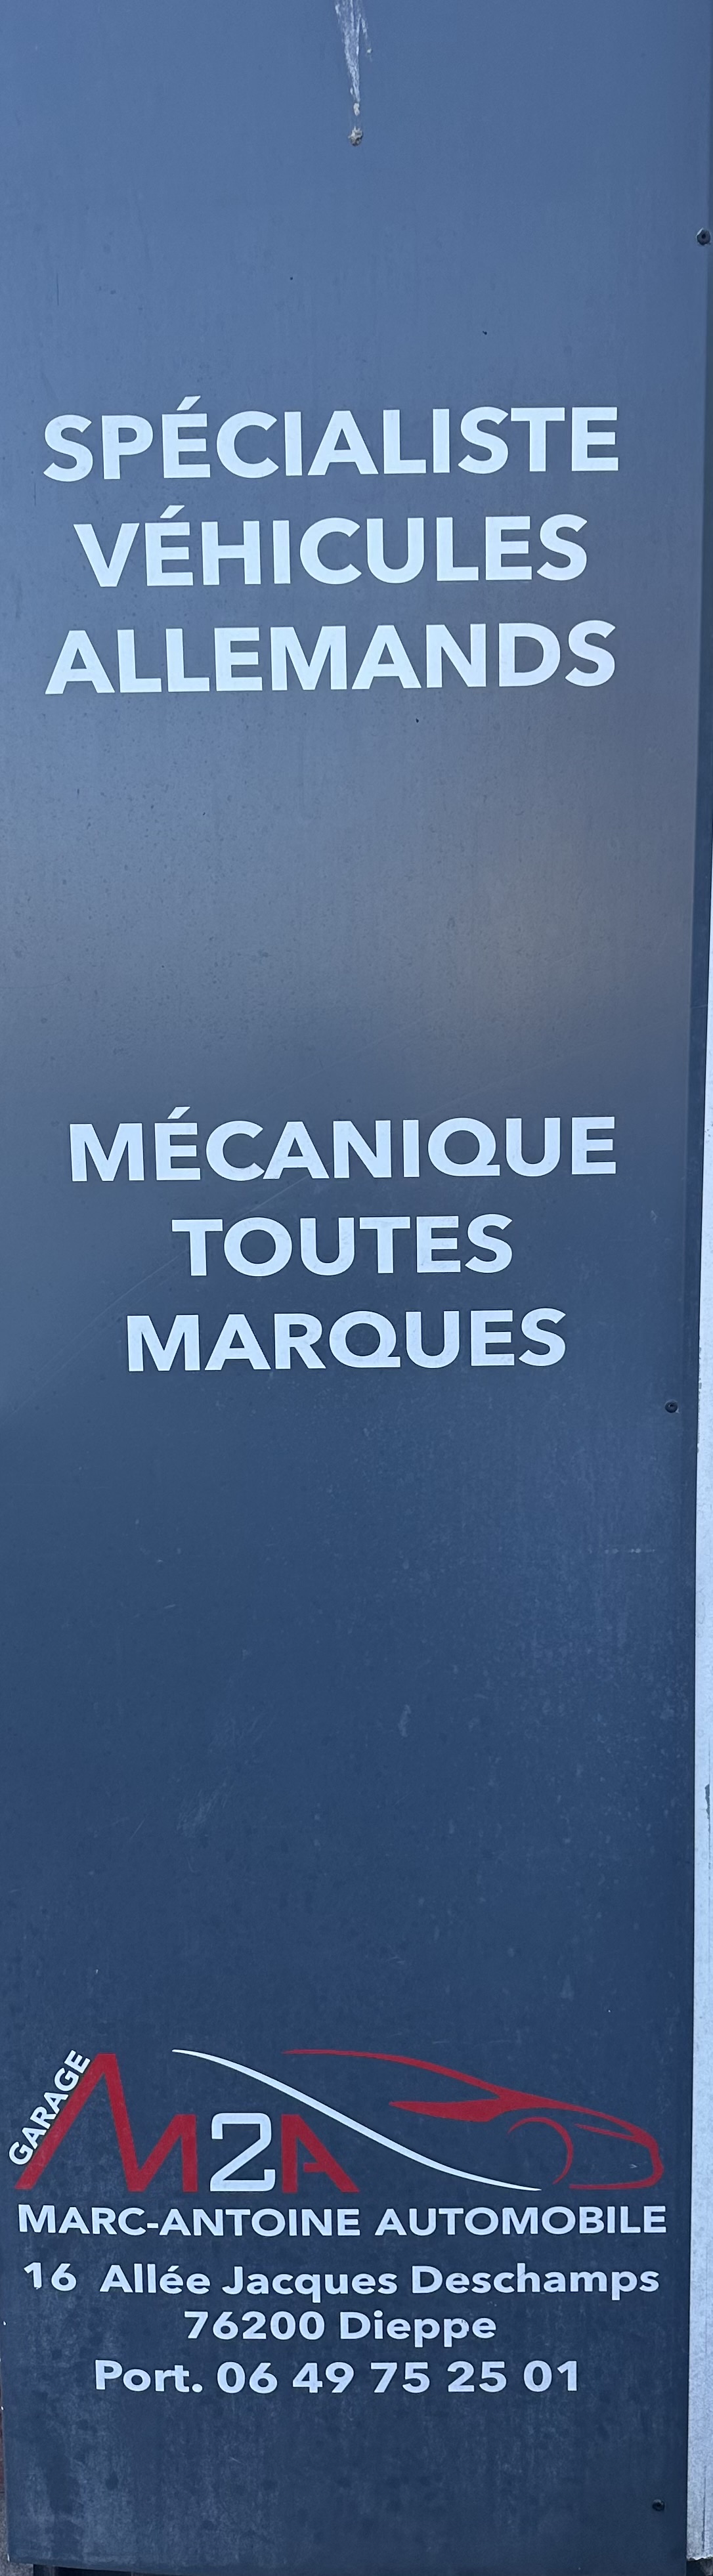 SPÉCIALISTE
VÉHICULES
ALLEMANDS
MÉCANIQUE
TOUTES
MARQUES
GARAGE
M2A
MARC-ANTOINE AUTOMOBILE
16 Allée Jacques Deschamps
76200 Dieppe
Port. 06 49 75 25 01